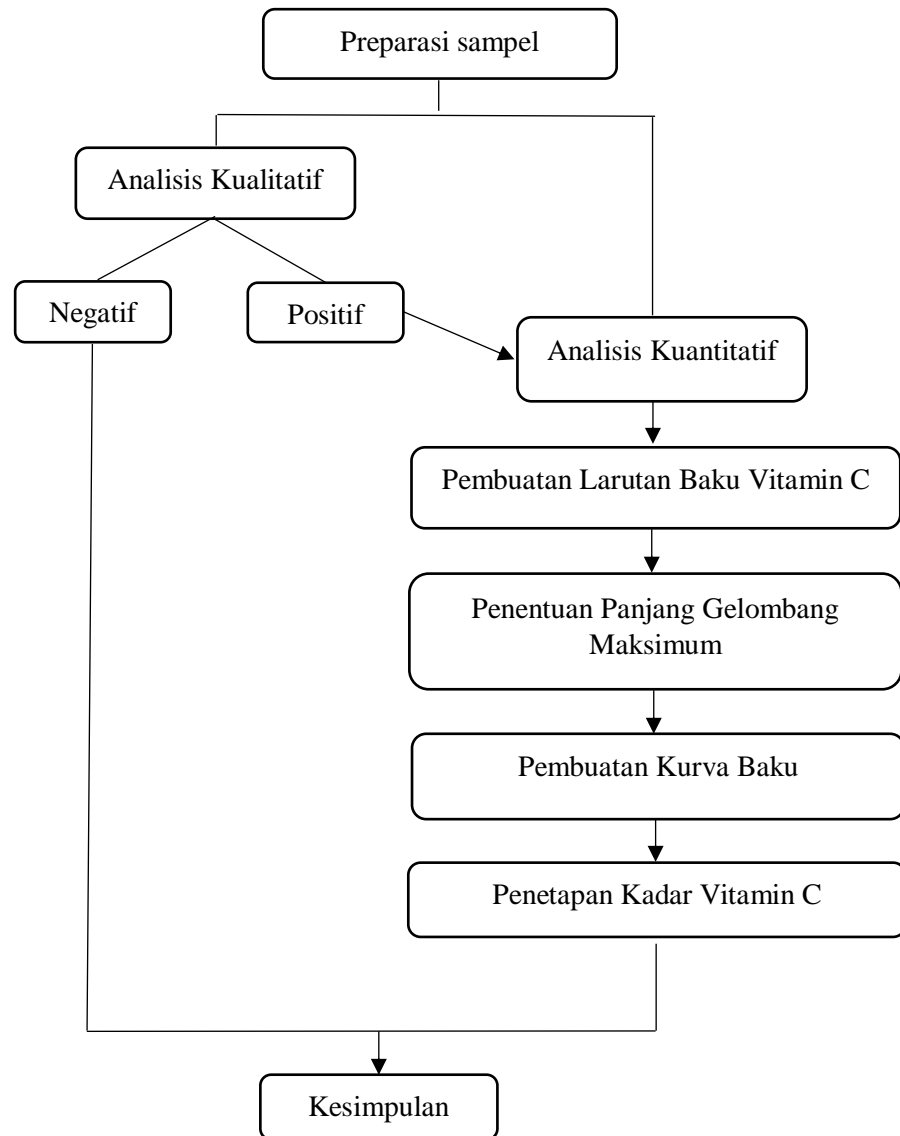 Preparasi sampel
Analisis Kualitatif
Negatif
Positif
Analisis Kuantitatif
Pembuatan Larutan Baku Vitamin C
Penentuan Panjang Gelombang
Maksimum
Pembuatan Kurva Baku
Penetapan Kadar Vitamin C
Kesimpulan